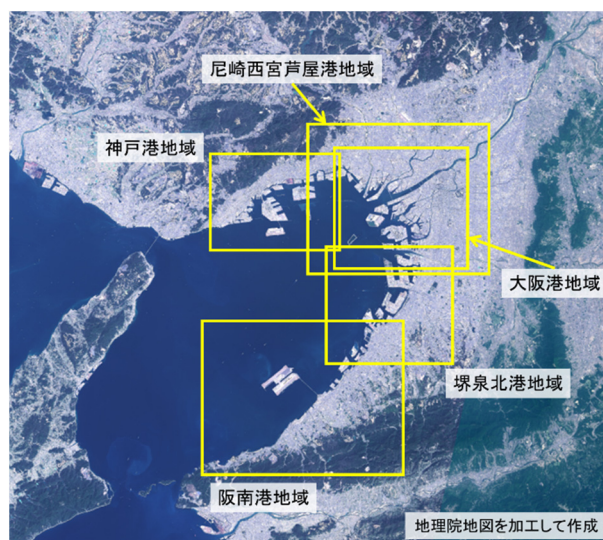 尼崎西宮芦屋港地域
神戸港地域
大阪港地域
堺泉北港地域
阪南港地域
地理院地図を加工して作成